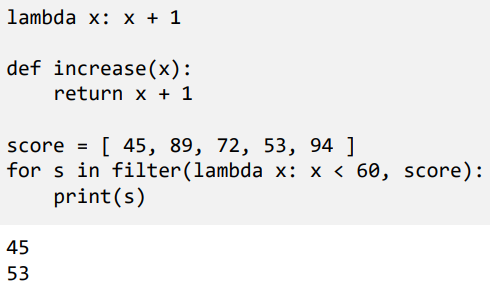 lambda x: x + 1
def increase(x):
    return x + 1
score = [ 45, 89, 72, 53, 94 ]
for s in filter(lambda x: x < 60, score):
    print(s)
45
53